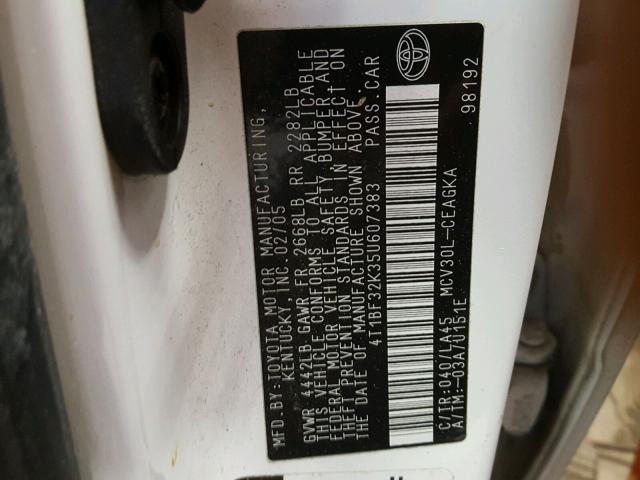 MFD.BY:TOYOTA MOTOR MANUFACTURING,
KENTUCKY, INC. 02/05
GVWR 4442LB GAWR FR 2668LB RR 2282LB
THIS VEHICLE CONFORMS TO ALL APPLICABLE
FEDERAL MOTOR VEHICLE SAFETY, BUMPER,AND
THEFT PREVENTION STANDARDS IN EFFECT ON
THE DATE OF MANUFACTURE SHOWN ABOVE.
4T1BF32K35U607383 PASS.CAR
C/TR:040/LA45 MCV30L-CEAGKA
A/TM:-03A/U151E 98192